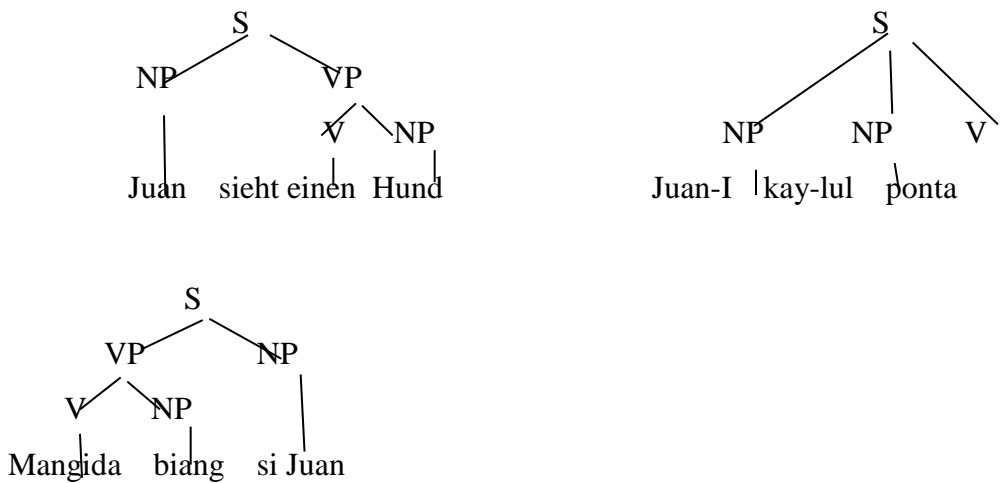 S S
NP VP
V NP NP NP V
Juan sieht einen Hund Juan-I kay-lul ponta
S
VP NP
V NP
Mangida biang si Juan